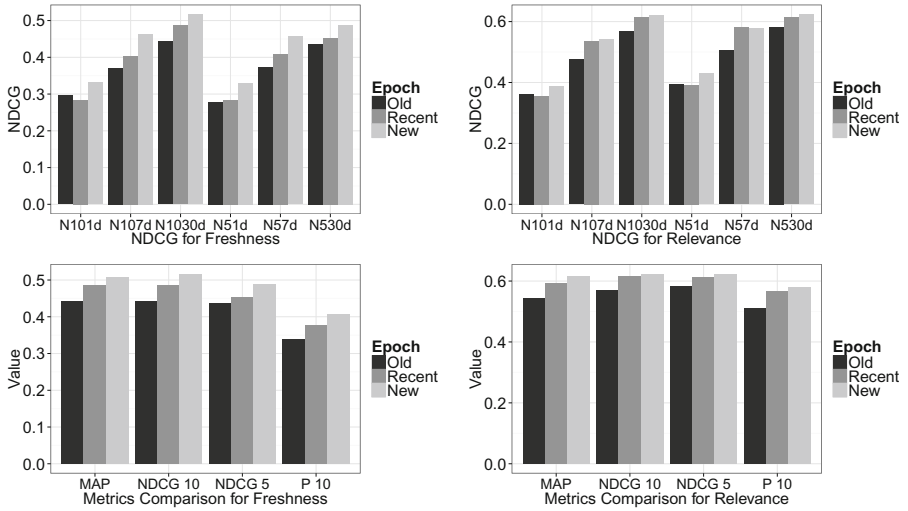 NDCG
0.5
0.4
0.3
0.2
0.1
0.0
N101d N107d N1030d N51d N57d N530d
NDCG for Freshness
Epoch
Old
Recent
New
NDCG
0.6
0.4
0.2
0.0
N101d N107d N1030d N51d N57d N530d
NDCG for Relevance
Epoch
Old
Recent
New
Value
0.5
0.4
0.3
0.2
0.1
0.0
MAP NDCG 10 NDCG 5 P 10
Metrics Comparison for Freshness
Epoch
Old
Recent
New
Value
0.6
0.4
0.2
0.0
MAP NDCG 10 NDCG 5 P 10
Metrics Comparison for Relevance
Epoch
Old
Recent
New